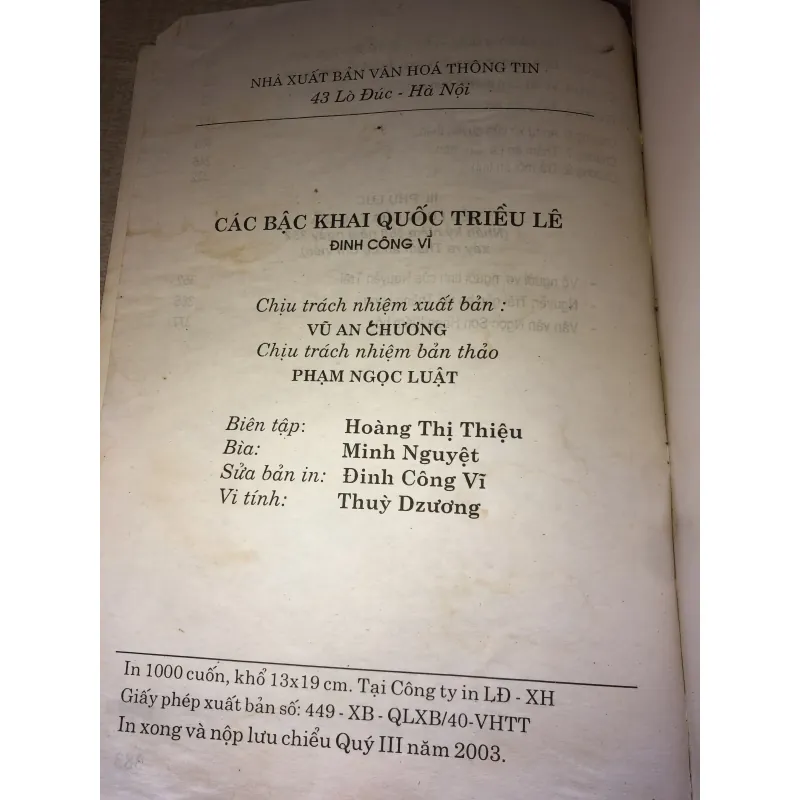 NHÀ XUẤT BẢN VĂN HOÁ THÔNG TIN
43 Lò Đúc - Hà Nội
CÁC BẬC KHAI QUỐC TRIỀU LÊ
ĐINH CÔNG VĨ
Chịu trách nhiệm xuất bản :
VŨ AN CHƯƠNG
Chịu trách nhiệm bản thảo
PHẠM NGỌC LUẬT
Biên tập: Hoàng Thị Thiệu
Bìa: Minh Nguyệt
Sửa bản in: Đinh Công Vĩ
Vi tính: Thuỳ Dzương
In 1000 cuốn, khổ 13x19 cm. Tại Công ty in LĐ - XH
Giấy phép xuất bản số: 449 - XB - QLXB/40-VHTT
In xong và nộp lưu chiểu Quý III năm 2003.